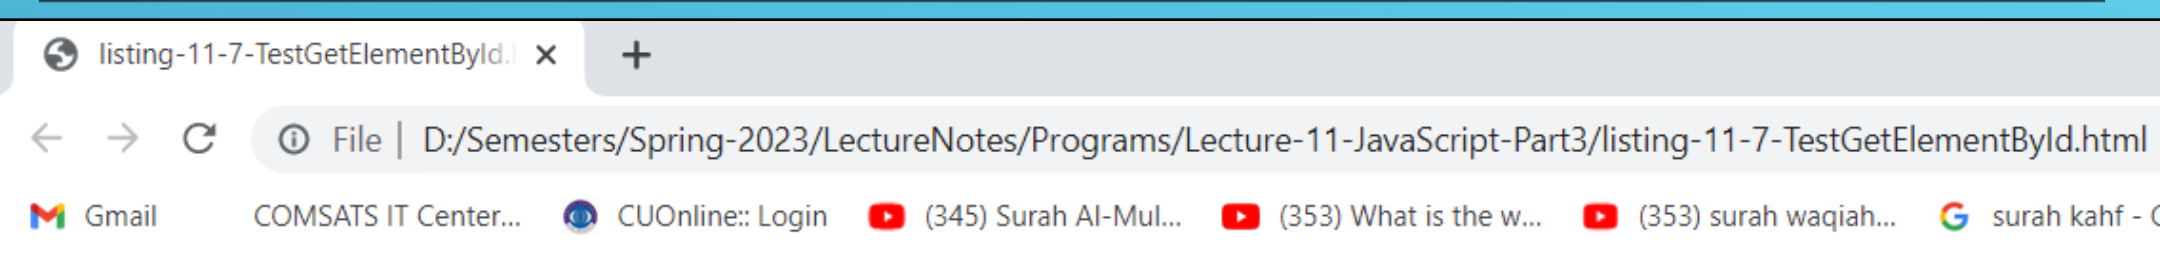 listing-11-7-TestGetElementById.
File | D:/Semesters/Spring-2023/LectureNotes/Programs/Lecture-11-JavaScript-Part3/listing-11-7-TestGetElementById.html
Gmail COMSATS IT Center... CUOnline:: Login (345) Surah Al-Mul... (353) What is the w... (353) surah waqiah... surah kahf -